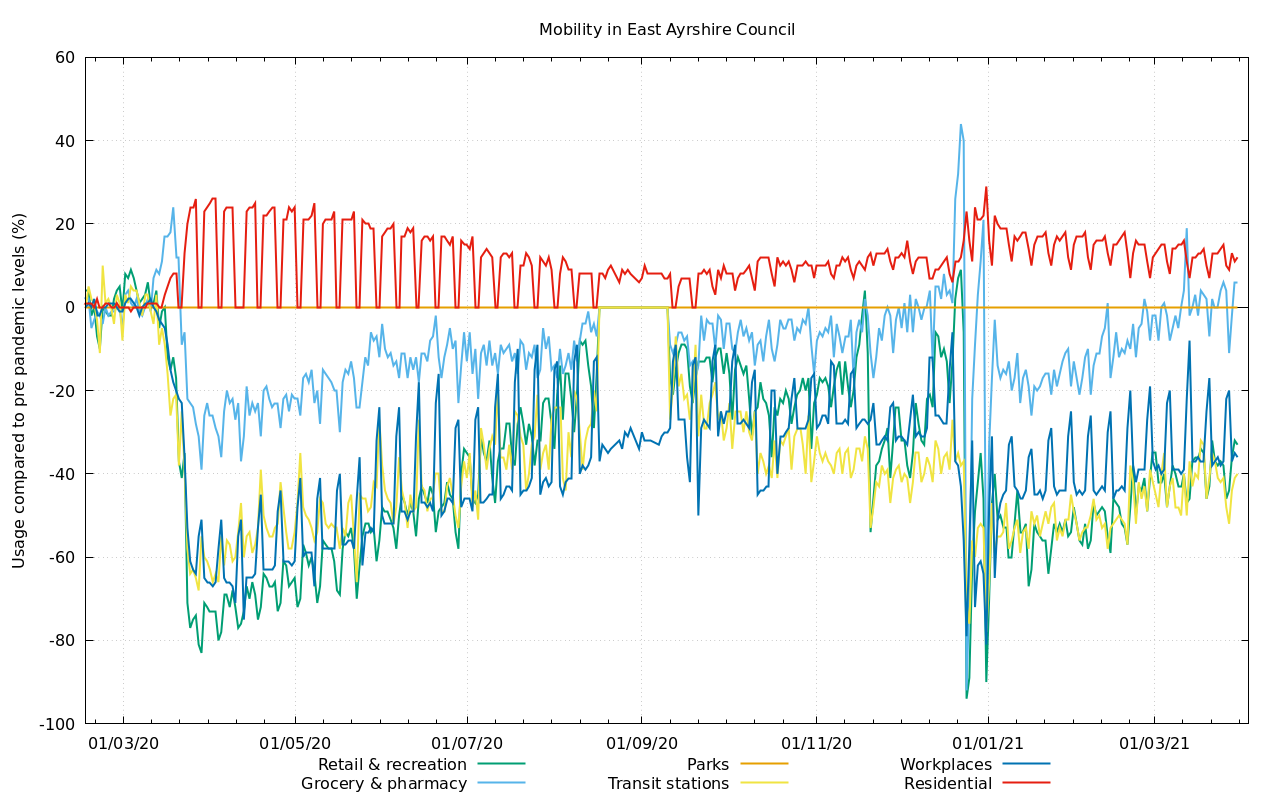 Mobility in East Ayrshire Council
Usage compared to pre pandemic levels (%)
60
40
20
0
-20
-40
-60
-80
-100
01/03/20 01/05/20 01/07/20 01/09/20 01/11/20 01/01/21 01/03/21
Retail & recreation Parks Workplaces
Grocery & pharmacy Transit stations Residential